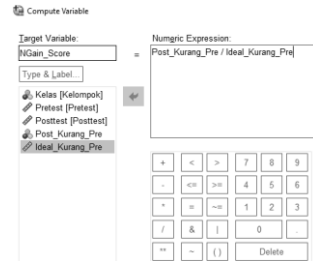 Compute Variable
Target Variable:
NGain_Score
=
Numeric Expression:
Post_Kurang_Pre / Ideal_Kurang_Pre
Type & Label...
Kelas [Kelompok]
Pretest [Pretest]
Posttest [Posttest]
Post_Kurang_Pre
Ideal_Kurang_Pre
+ < > 7 8 9
- <= >= 4 5 6
* = ~= 1 2 3
/ & | 0 .
** ~ ( ) Delete